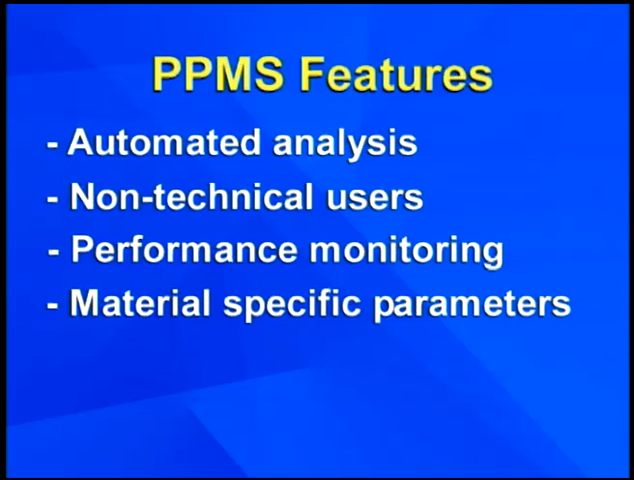 PPMS Features
- Automated analysis
- Non-technical users
- Performance monitoring
- Material specific parameters